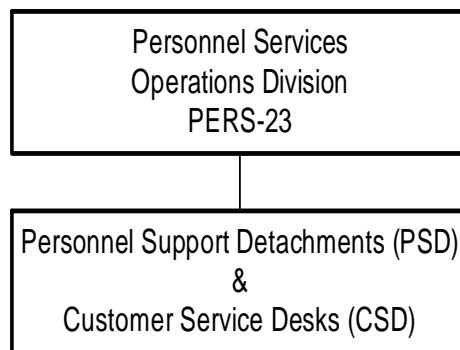 Personnel Services
Operations Division
PERS-23
Personnel Support Detachments (PSD)
&
Customer Service Desks (CSD)